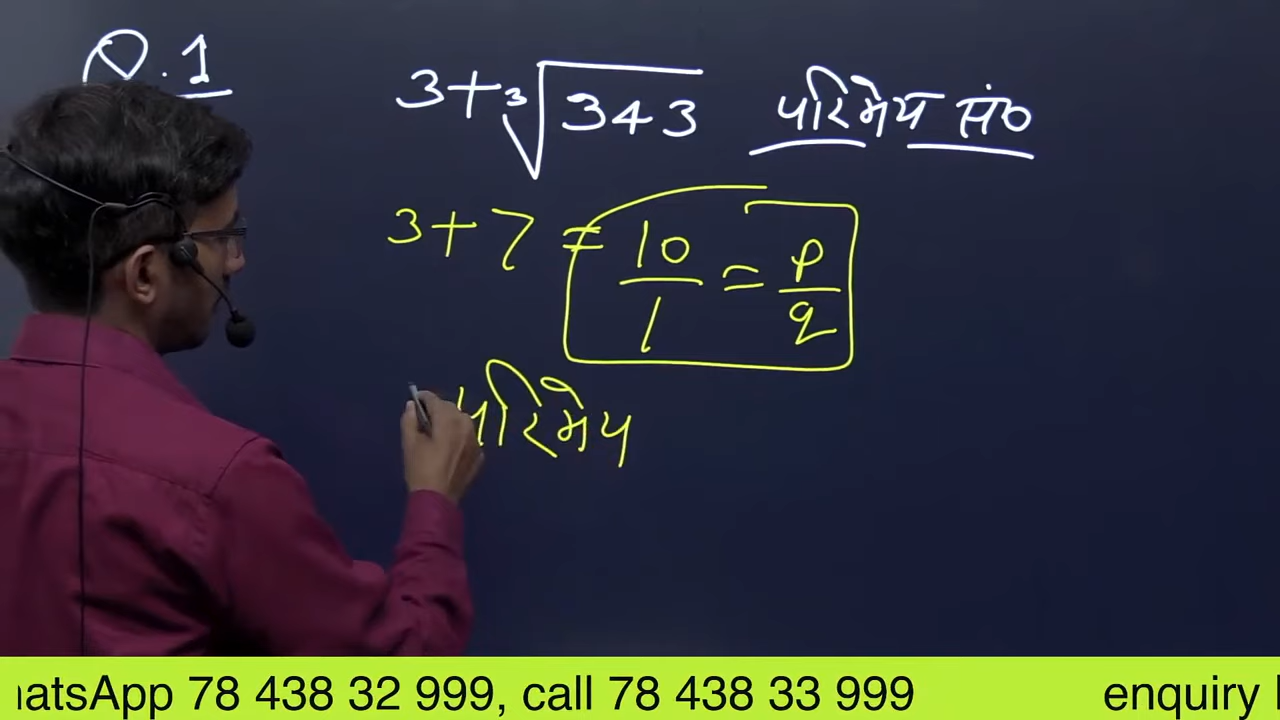 Q.1
3+∛343 परिमेय सं०
3+7 = 10/1 = p/q
परिमेय
WhatsApp 78 438 32 999, call 78 438 33 999 enquiry